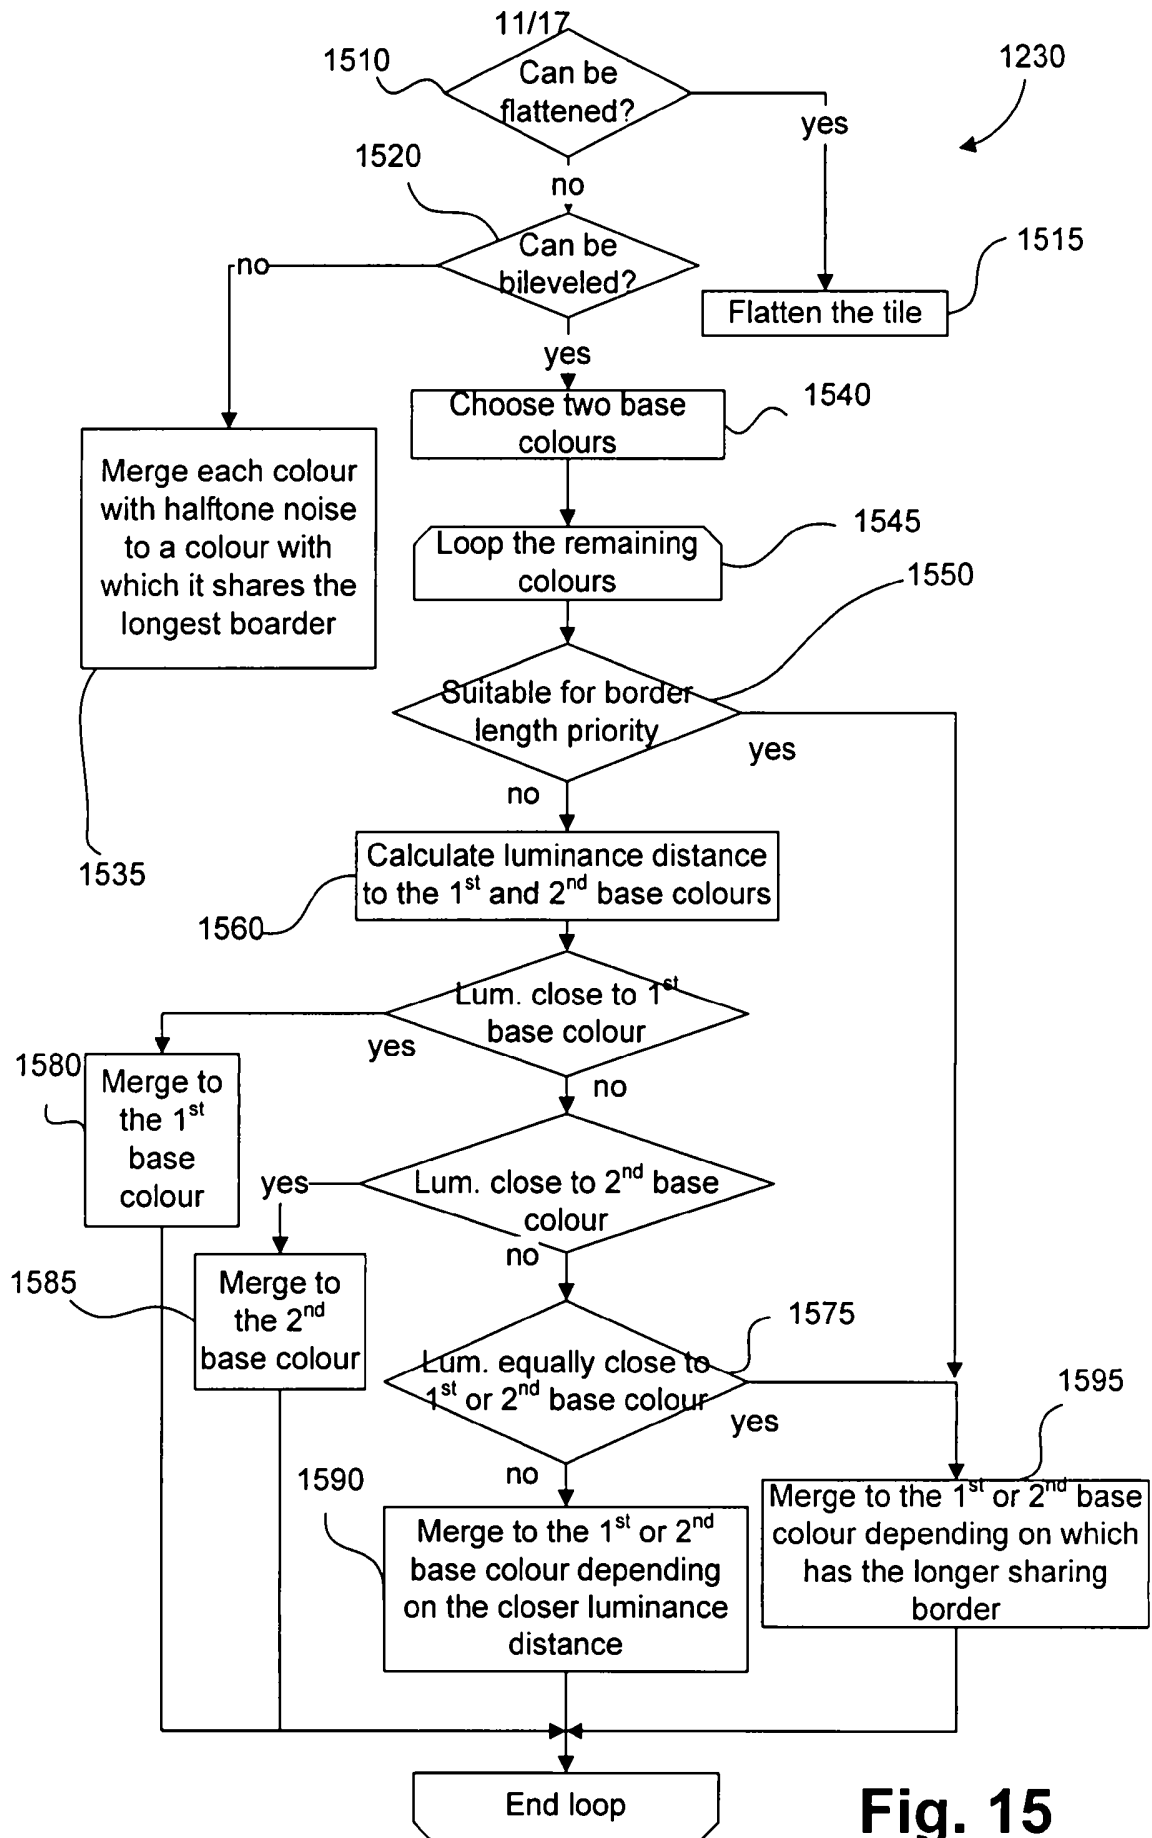 11/17
1510
Can be
flattened?
1230
yes
1520
no
Can be
bileveled?
no
1515
Flatten the tile
yes
1540
Choose two base
colours
Merge each colour
with halftone noise
to a colour with
which it shares the
longest boarder
1545
Loop the remaining
colours
1550
Suitable for border
length priority
yes
no
1535
Calculate luminance distance
to the 1st and 2nd base colours
1560
Lum. close to 1st
base colour
yes
no
1580
Merge to
the 1st
base
colour
yes
Lum. close to 2nd base
colour
no
1585
Merge to
the 2nd
base colour
1575
Lum. equally close to
1st or 2nd base colour
yes
1595
no
1590
Merge to the 1st or 2nd
base colour depending
on the closer luminance
distance
Merge to the 1st or 2nd base
colour depending on which
has the longer sharing
border
End loop
Fig. 15